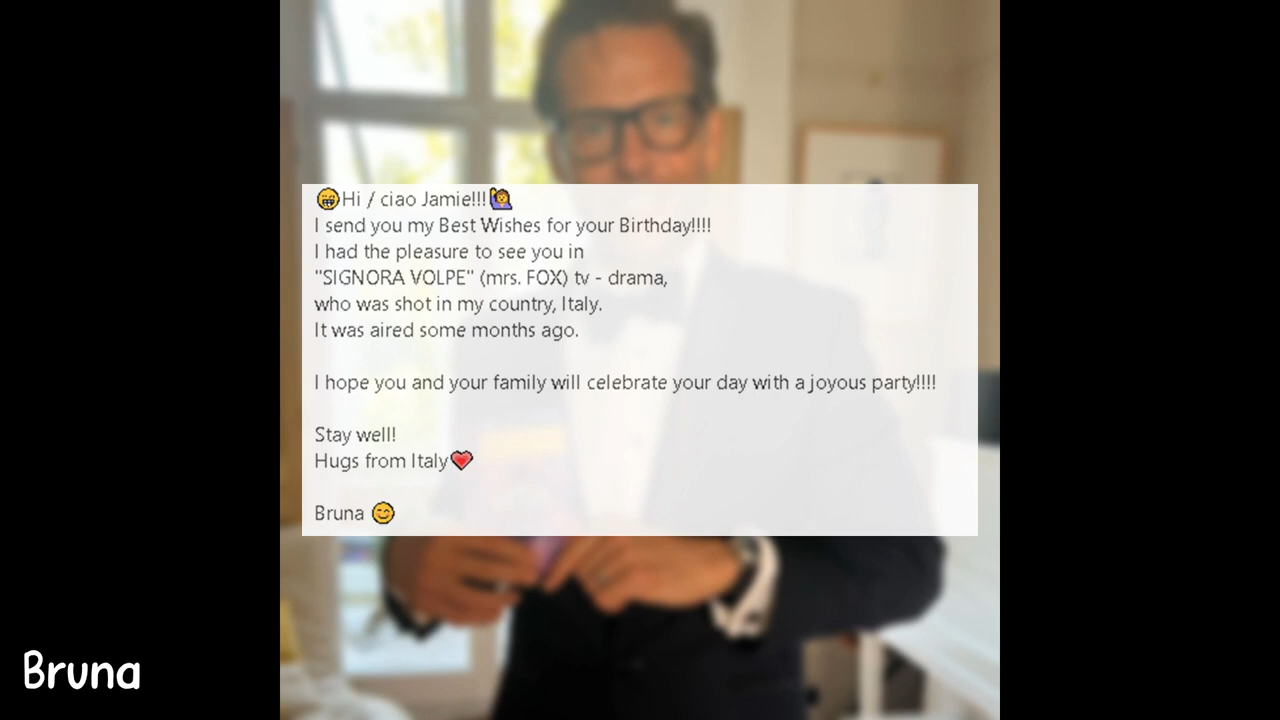 😁Hi / ciao Jamie!!!🙋
I send you my Best Wishes for your Birthday!!!!
I had the pleasure to see you in
"SIGNORA VOLPE" (mrs. FOX) tv - drama,
who was shot in my country, Italy.
It was aired some months ago.
I hope you and your family will celebrate your day with a joyous party!!!!
Stay well!
Hugs from Italy❤
Bruna 😊
Bruna